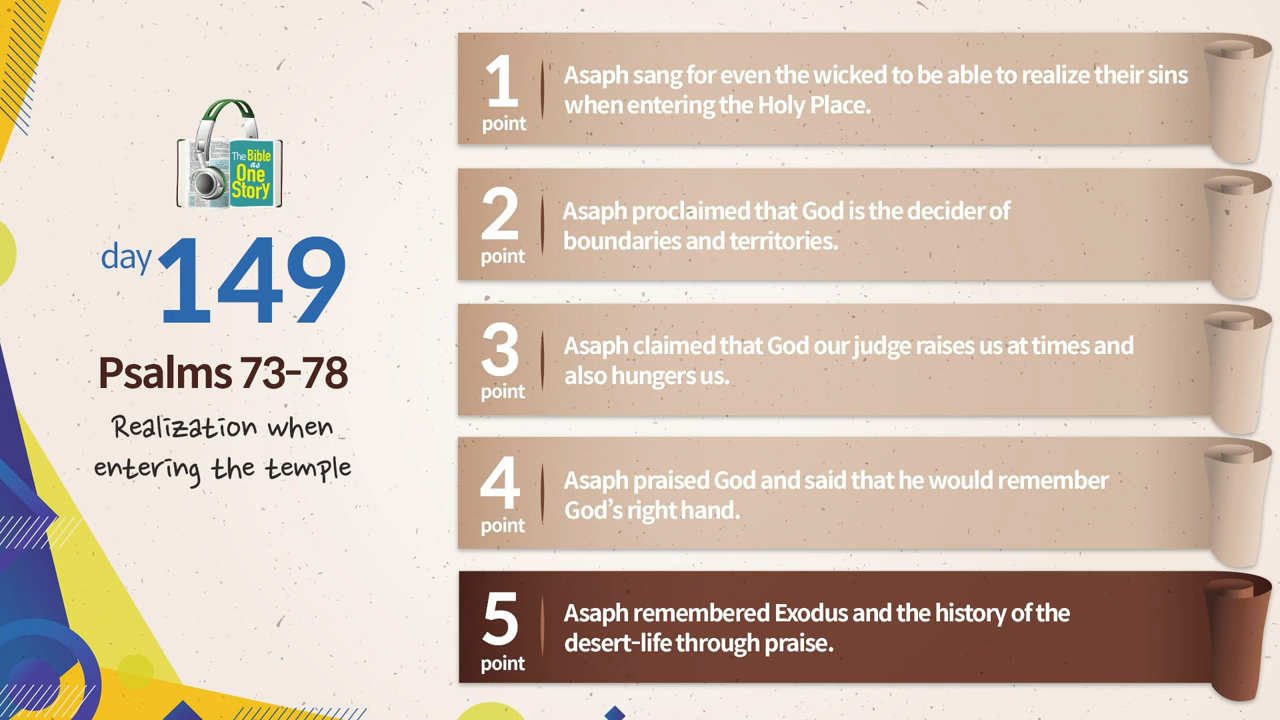 The Bible
as
One
Story
day 149
Psalms 73-78
Realization when
entering the temple
1
point
Asaph sang for even the wicked to be able to realize their sins
when entering the Holy Place.
2
point
Asaph proclaimed that God is the decider of
boundaries and territories.
3
point
Asaph claimed that God our judge raises us at times and
also hungers us.
4
point
Asaph praised God and said that he would remember
God's right hand.
5
point
Asaph remembered Exodus and the history of the
desert-life through praise.